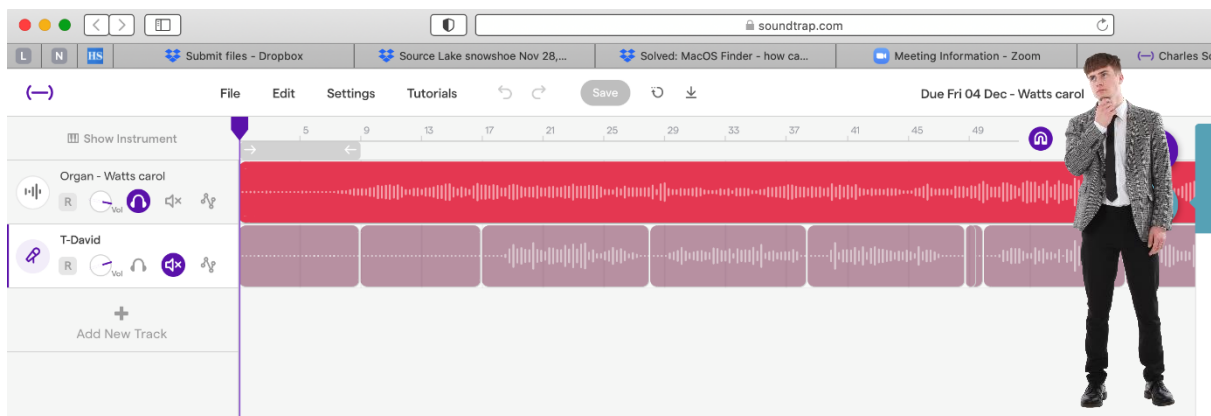 soundtrap.com
L N HS Submit files - Dropbox Source Lake snowshoe Nov 28,... Solved: MacOS Finder - how ca... Meeting Information - Zoom (—) Charles S
(—) File Edit Settings Tutorials Save Due Fri 04 Dec - Watts carol
Show Instrument 5 9 13 17 21 25 29 33 37 41 45 49
Organ - Watts carol
R Vol
T-David
R Vol
Add New Track